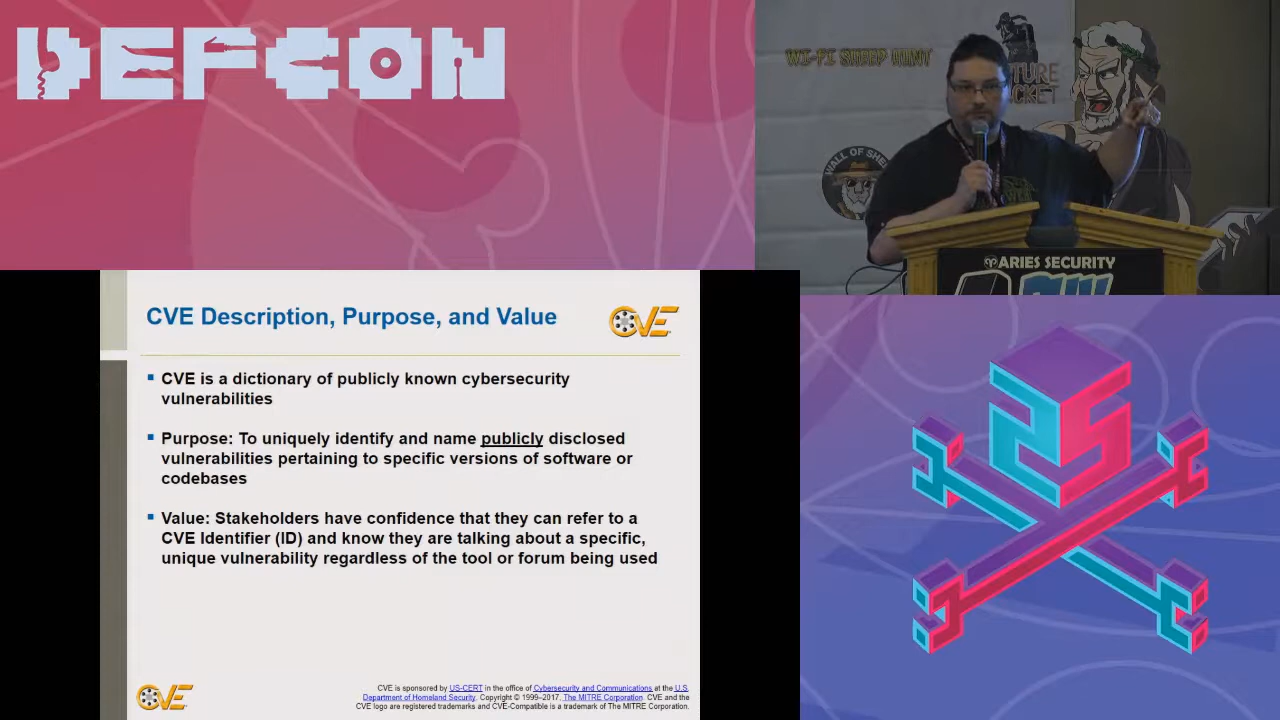 DEFCON
WI-FI SHEEP HUNT
TURE
CKET
WALL OF SHE
ARIES SECURITY
25
CVE Description, Purpose, and Value
CVE
CVE is a dictionary of publicly known cybersecurity
vulnerabilities
Purpose: To uniquely identify and name publicly disclosed
vulnerabilities pertaining to specific versions of software or
codebases
Value: Stakeholders have confidence that they can refer to a
CVE Identifier (ID) and know they are talking about a specific,
unique vulnerability regardless of the tool or forum being used
CVE
CVE is sponsored by US-CERT in the office of Cybersecurity and Communications at the U.S.
Department of Homeland Security. Copyright © 1999–2017, The MITRE Corporation. CVE and the
CVE logo are registered trademarks and CVE-Compatible is a trademark of The MITRE Corporation.